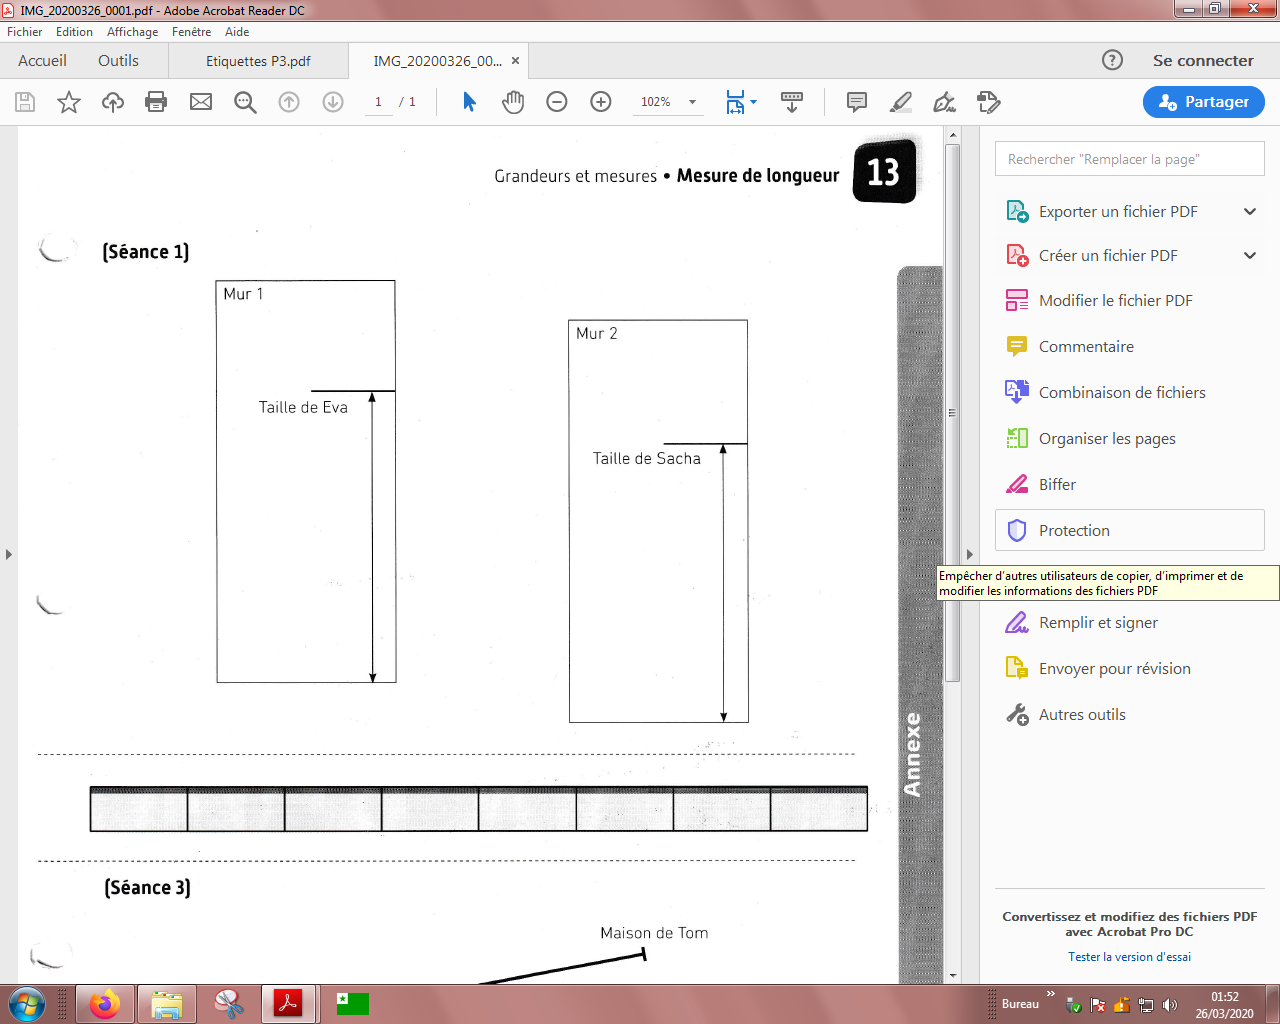 IMG_20200326_0001.pdf - Adobe Acrobat Reader DC
Fichier Edition Affichage Fenêtre Aide
Accueil Outils Etiquettes P3.pdf IMG_20200326_00... × Se connecter
1 / 1 102% Partager
Grandeurs et mesures • Mesure de longueur 13
(Séance 1)
Mur 1
Taille de Eva
Mur 2
Taille de Sacha
Annexe
(Séance 3)
Maison de Tom
Rechercher "Remplacer la page"
Exporter un fichier PDF
Créer un fichier PDF
Modifier le fichier PDF
Commentaire
Combinaison de fichiers
Organiser les pages
Biffer
Protection
Empêcher d'autres utilisateurs de copier, d'imprimer et de
modifier les informations des fichiers PDF
Remplir et signer
Envoyer pour révision
Autres outils
Convertissez et modifiez des fichiers PDF
avec Acrobat Pro DC
Tester la version d'essai
Bureau » 01:52
26/03/2020